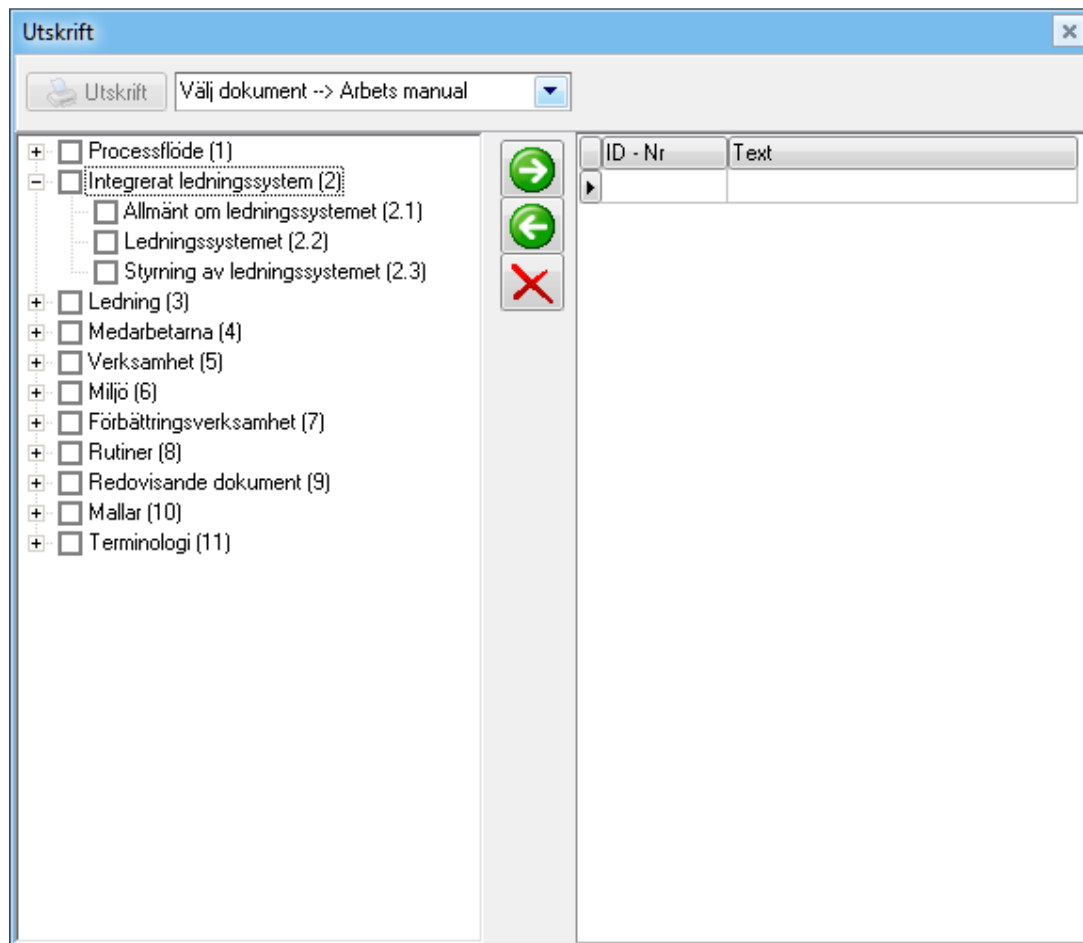 Utskrift
Utskrift
Välj dokument --> Arbets manual
Processflöde (1)
Integrerat ledningssystem (2)
Allmänt om ledningssystemet (2.1)
Ledningssystemet (2.2)
Styrning av ledningssystemet (2.3)
Ledning (3)
Medarbetarna (4)
Verksamhet (5)
Miljö (6)
Förbättringsverksamhet (7)
Rutiner (8)
Redovisande dokument (9)
Mallar (10)
Terminologi (11)
ID - Nr
Text